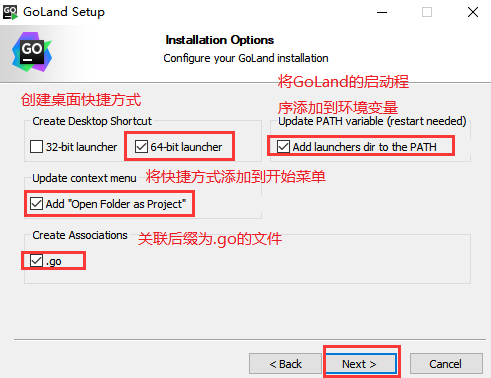 GoLand Setup
GO
Installation Options
Configure your GoLand installation
将GoLand的启动程
序添加到环境变量
创建桌面快捷方式
Create Desktop Shortcut
32-bit launcher
64-bit launcher
Update PATH variable (restart needed)
Add launchers dir to the PATH
Update context menu
将快捷方式添加到开始菜单
Add "Open Folder as Project"
Create Associations
关联后缀为.go的文件
.go
< Back
Next >
Cancel